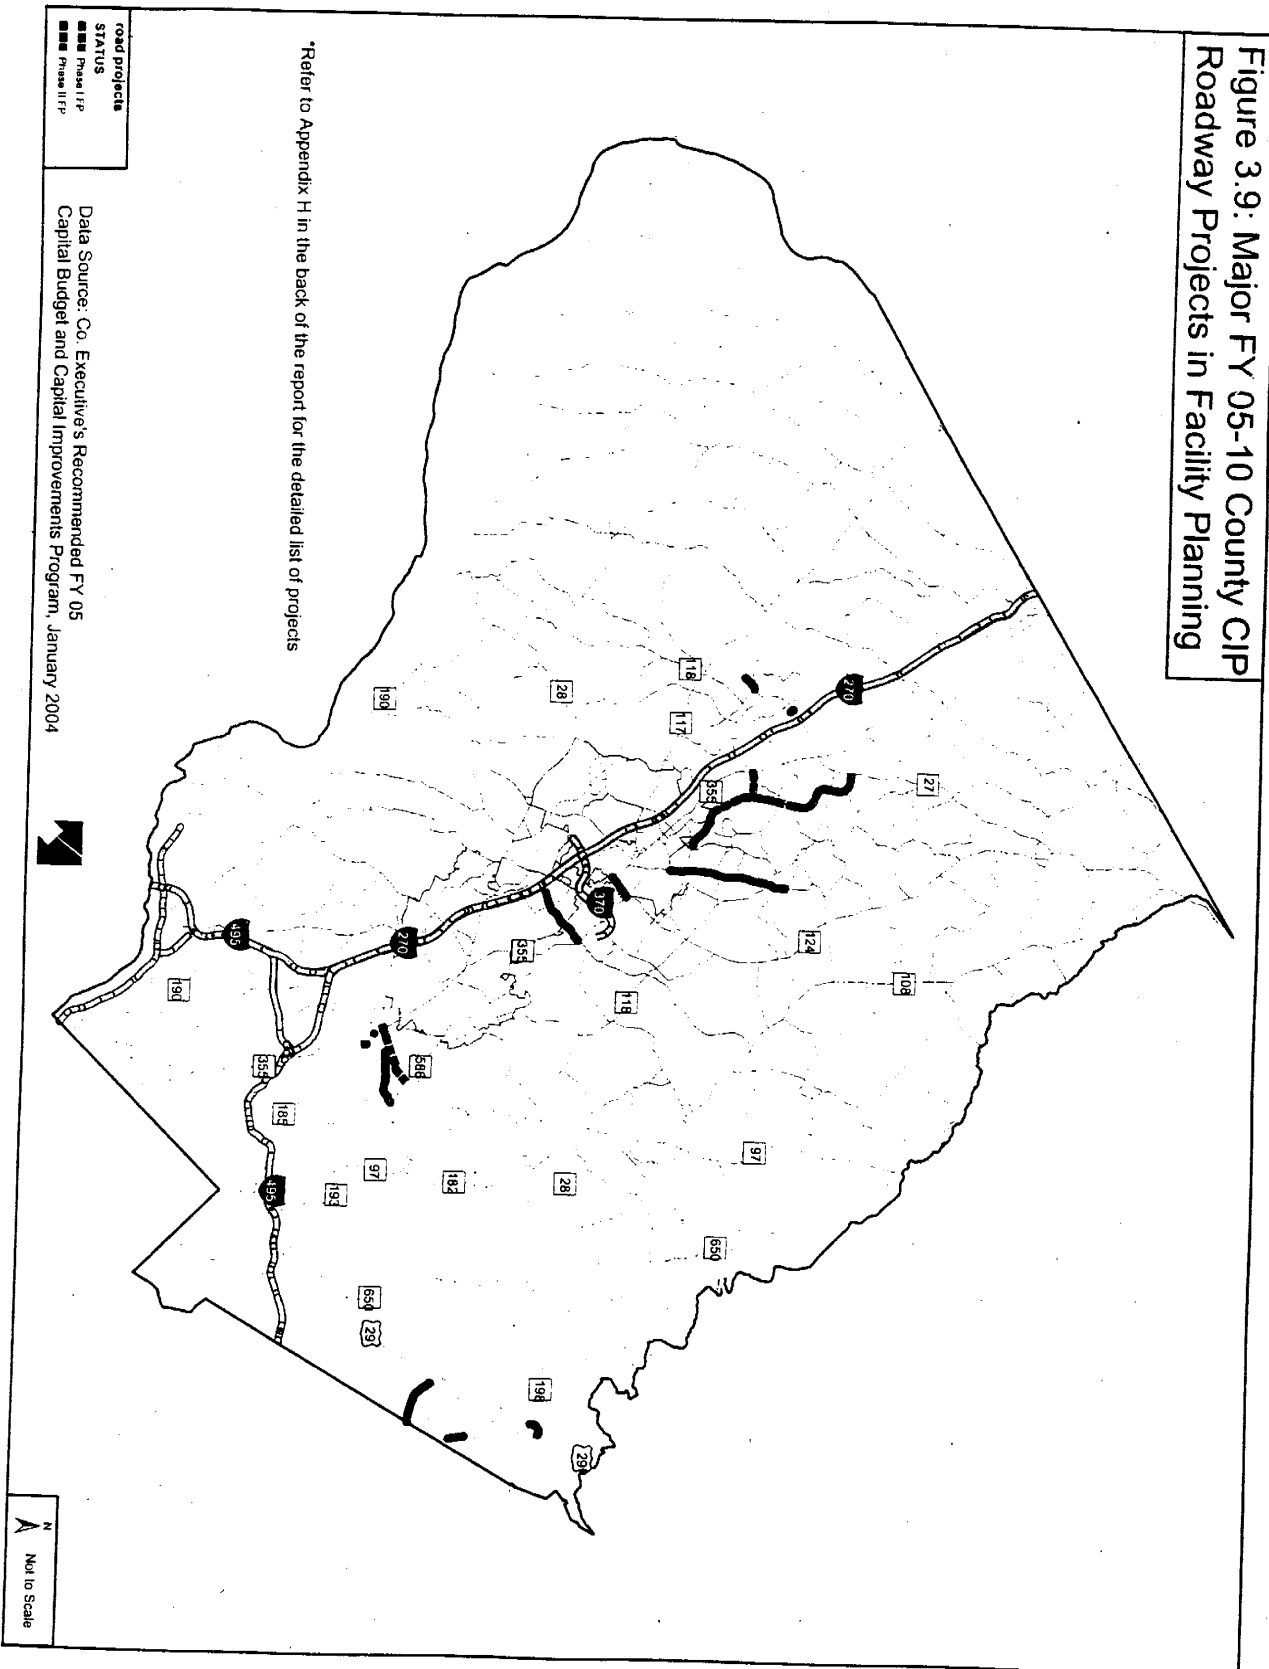 Figure 3.9: Major FY 05-10 County CIP
Roadway Projects in Facility Planning
27
270
118
117
28
190
355
124
108
370
355
118
270
495
190
586
355
185
97
97
182
28
193
495
650
650
29
198
29
*Refer to Appendix H in the back of the report for the detailed list of projects
road projects
STATUS
Phase I FP
Phase II FP
Data Source: Co. Executive's Recommended FY 05
Capital Budget and Capital Improvements Program, January 2004
N
Not to Scale